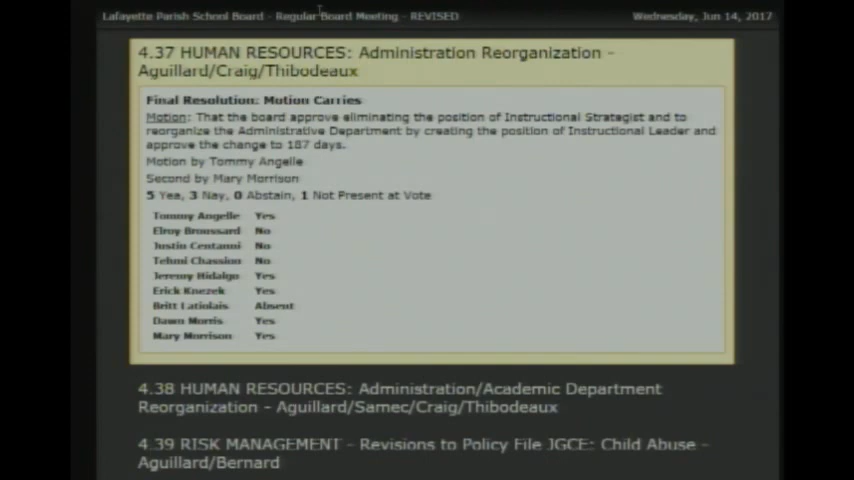 Lafayette Parish School Board - Regular Board Meeting - REVISED
Wednesday, Jun 14, 2017
4.37 HUMAN RESOURCES: Administration Reorganization -
Aguillard/Craig/Thibodeaux
Final Resolution: Motion Carries
Motion: That the board approve eliminating the position of Instructional Strategist and to
reorganize the Administrative Department by creating the position of Instructional Leader and
approve the change to 187 days.
Motion by Tommy Angelle
Second by Mary Morrison
5 Yea, 3 Nay, 0 Abstain, 1 Not Present at Vote
Tommy Angelle Yes
Elroy Broussard No
Justin Centanni No
Tehmi Chassion No
Jeremy Hidalgo Yes
Erick Knezek Yes
Britt Latiolais Absent
Dawn Morris Yes
Mary Morrison Yes
4.38 HUMAN RESOURCES: Administration/Academic Department
Reorganization - Aguillard/Samec/Craig/Thibodeaux
4.39 RISK MANAGEMENT - Revisions to Policy File JGCE: Child Abuse -
Aguillard/Bernard